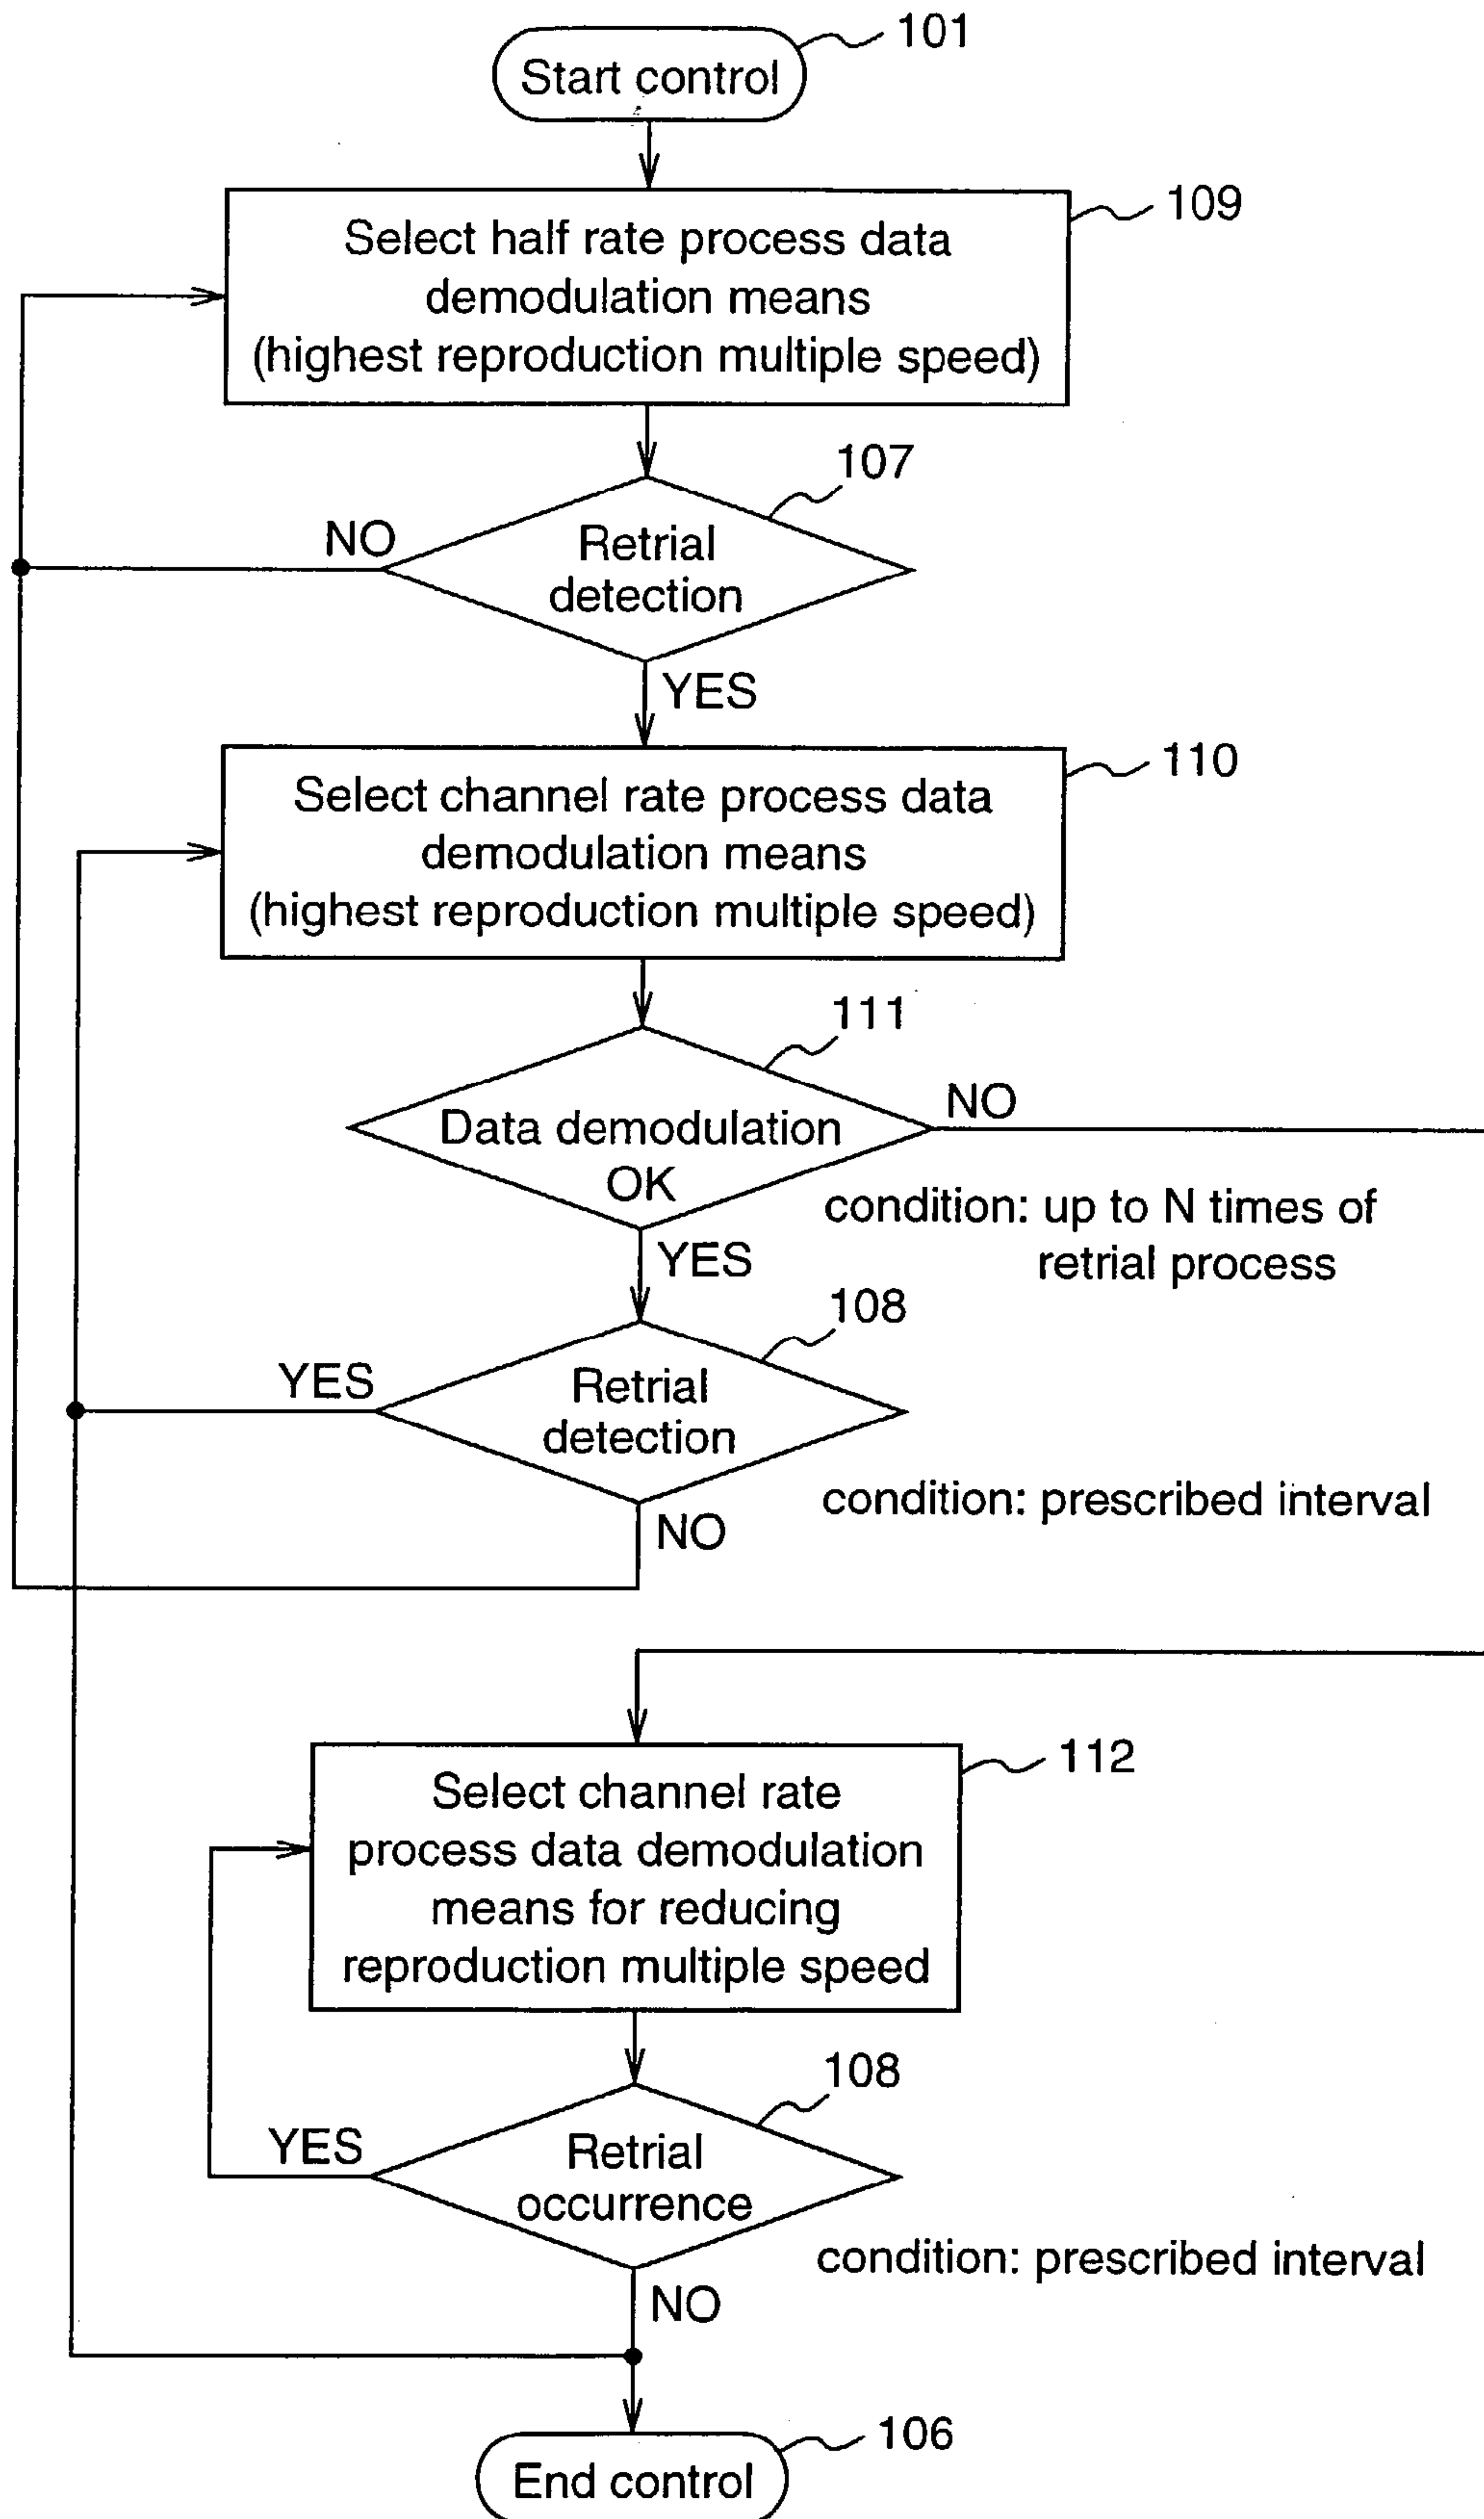 101
Start control
109
Select half rate process data
demodulation means
(highest reproduction multiple speed)
107
NO
Retrial
detection
YES
110
Select channel rate process data
demodulation means
(highest reproduction multiple speed)
111
NO
Data demodulation
OK
condition: up to N times of
retrial process
YES
108
YES
Retrial
detection
condition: prescribed interval
NO
112
Select channel rate
process data demodulation
means for reducing
reproduction multiple speed
108
YES
Retrial
occurrence
condition: prescribed interval
NO
106
End control